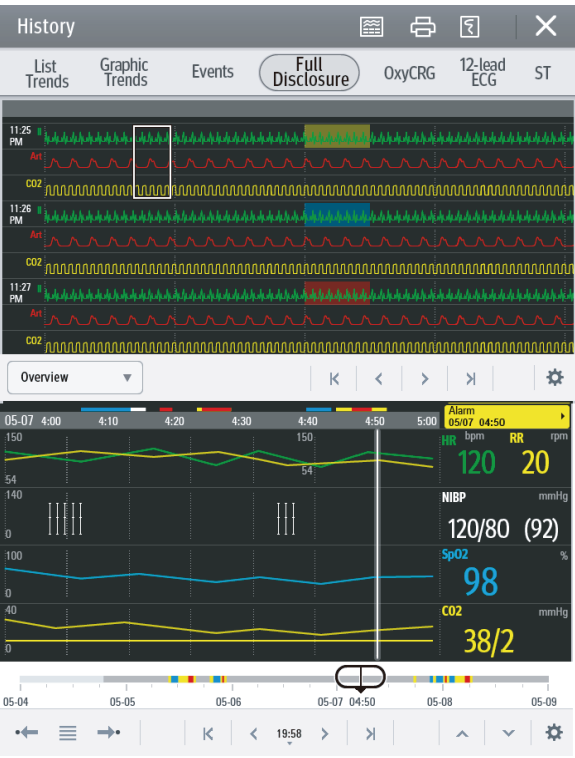 History
List Trends
Graphic Trends
Events
Full Disclosure
OxyCRG
12-lead ECG
ST
11:25 PM
II
Art
CO2
11:26 PM
II
Art
CO2
11:27 PM
II
Art
CO2
Overview
05-07 4:00 4:10 4:20 4:30 4:40 4:50 5:00
Alarm
05/07 04:50
150
54
150
54
HR bpm
120
RR rpm
20
140
0
NIBP mmHg
120/80 (92)
100
0
SpO2 %
98
40
0
CO2 mmHg
38/2
05-04 05-05 05-06 05-07 04:50 05-08 05-09
19:58